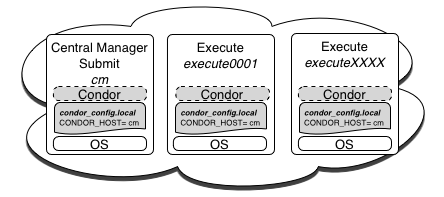 Central Manager
Submit
cm
Condor
condor_config.local
CONDOR_HOST= cm
OS
Execute
execute0001
Condor
condor_config.local
CONDOR_HOST= cm
OS
Execute
executeXXXX
Condor
condor_config.local
CONDOR_HOST= cm
OS